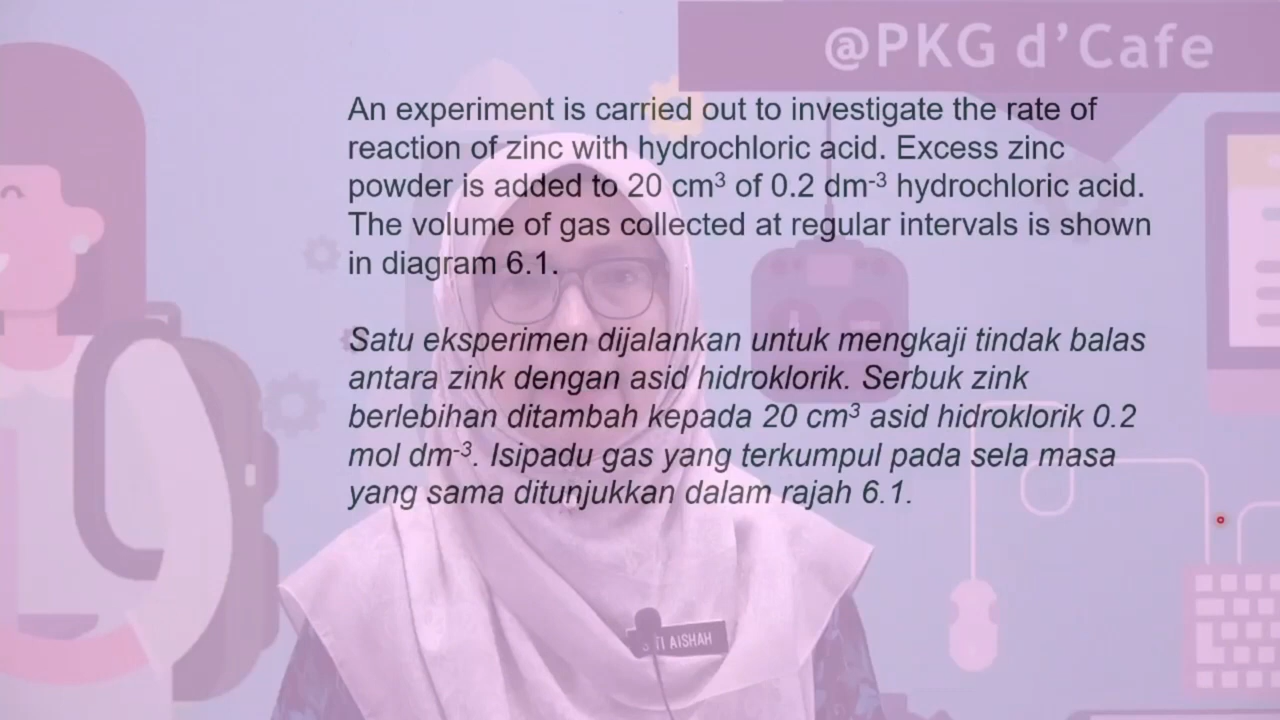 @PKG d'Cafe
An experiment is carried out to investigate the rate of
reaction of zinc with hydrochloric acid. Excess zinc
powder is added to 20 cm³ of 0.2 dm⁻³ hydrochloric acid.
The volume of gas collected at regular intervals is shown
in diagram 6.1.
Satu eksperimen dijalankan untuk mengkaji tindak balas
antara zink dengan asid hidroklorik. Serbuk zink
berlebihan ditambah kepada 20 cm³ asid hidroklorik 0.2
mol dm⁻³. Isipadu gas yang terkumpul pada sela masa
yang sama ditunjukkan dalam rajah 6.1.
AISHAH